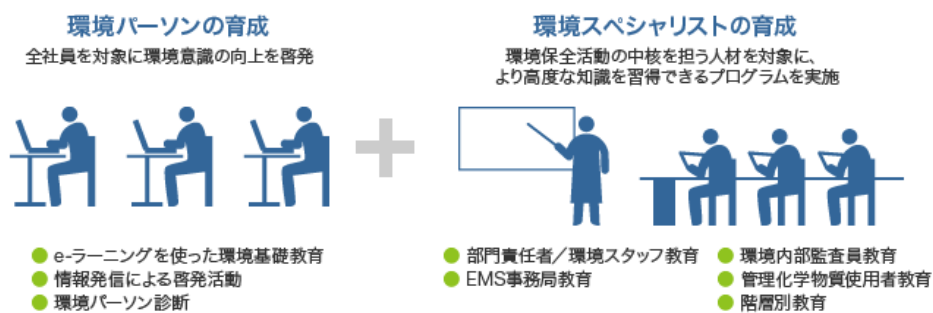 環境パーソンの育成
全社員を対象に環境意識の向上を啓発
● e-ラーニングを使った環境基礎教育
● 情報発信による啓発活動
● 環境パーソン診断
環境スペシャリストの育成
環境保全活動の中核を担う人材を対象に、
より高度な知識を習得できるプログラムを実施
● 部門責任者／環境スタッフ教育
● EMS事務局教育
● 環境内部監査員教育
● 管理化学物質使用者教育
● 階層別教育